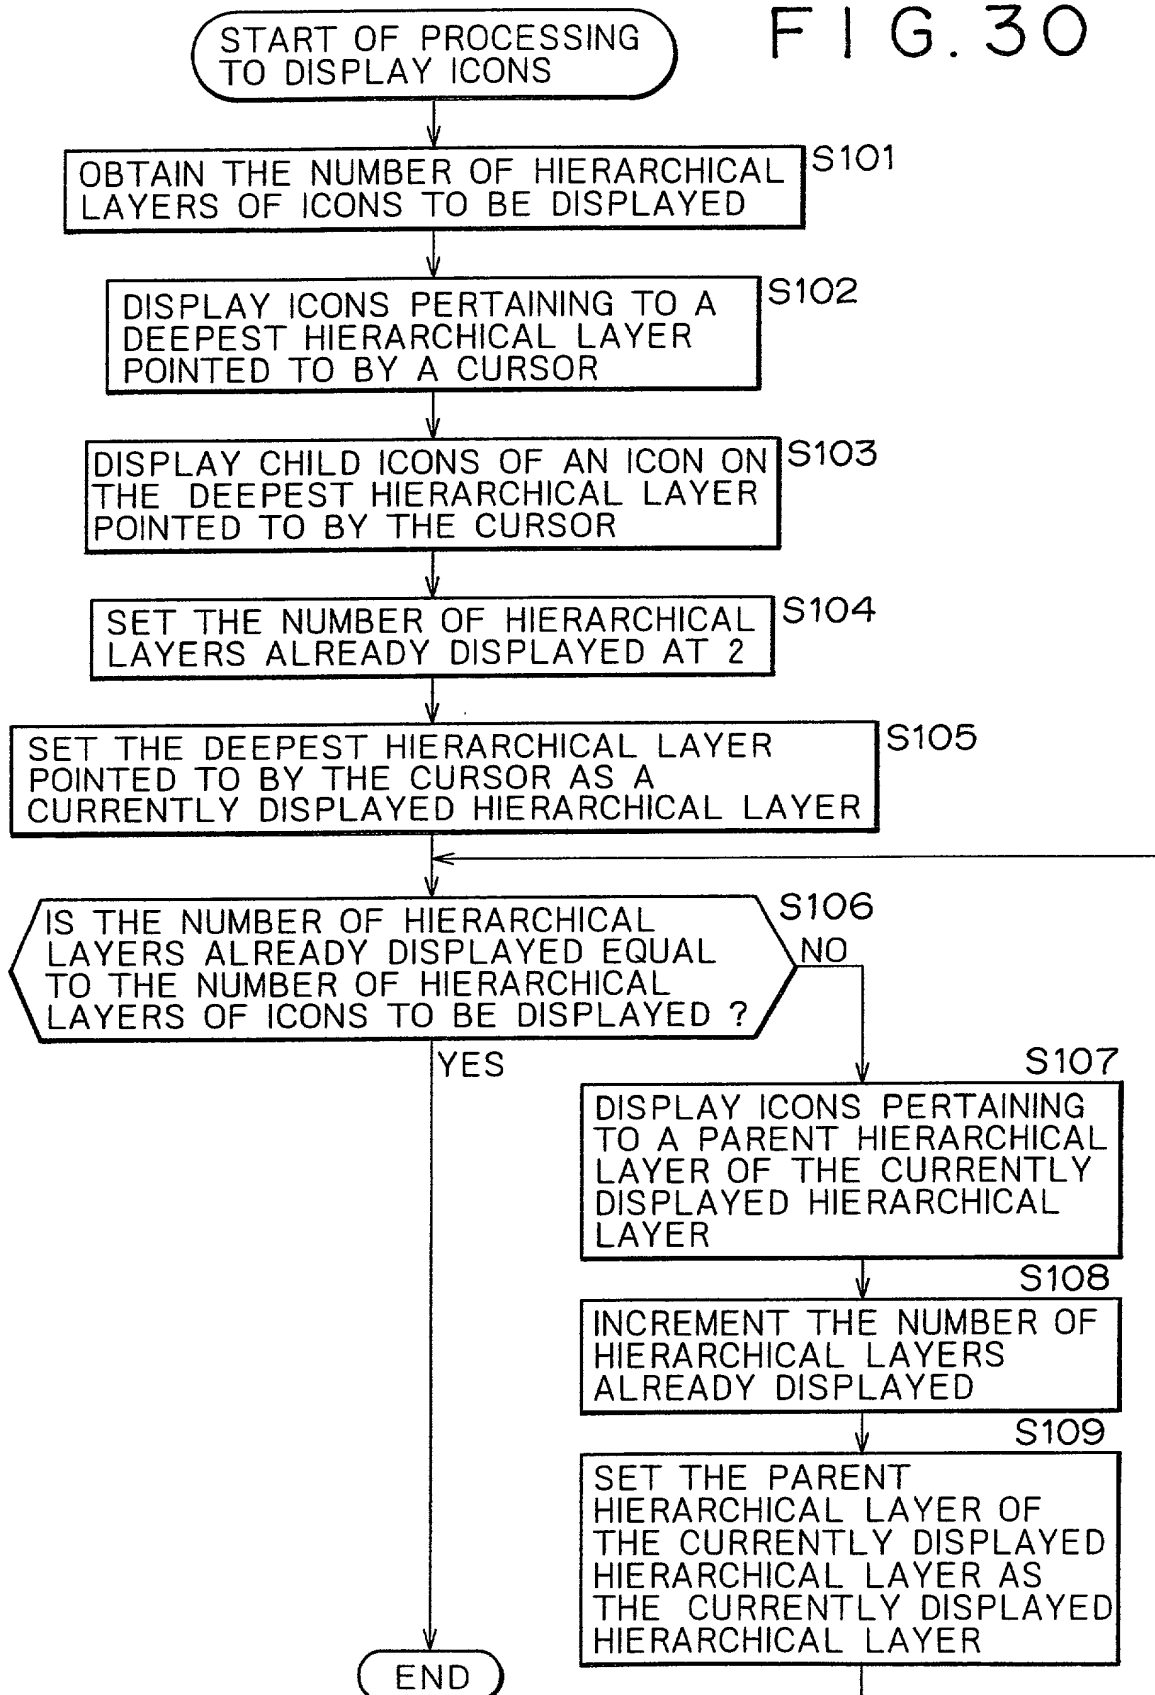 FIG. 30
START OF PROCESSING
TO DISPLAY ICONS
S101
OBTAIN THE NUMBER OF HIERARCHICAL
LAYERS OF ICONS TO BE DISPLAYED
S102
DISPLAY ICONS PERTAINING TO A
DEEPEST HIERARCHICAL LAYER
POINTED TO BY A CURSOR
S103
DISPLAY CHILD ICONS OF AN ICON ON
THE DEEPEST HIERARCHICAL LAYER
POINTED TO BY THE CURSOR
S104
SET THE NUMBER OF HIERARCHICAL
LAYERS ALREADY DISPLAYED AT 2
S105
SET THE DEEPEST HIERARCHICAL LAYER
POINTED TO BY THE CURSOR AS A
CURRENTLY DISPLAYED HIERARCHICAL LAYER
S106
IS THE NUMBER OF HIERARCHICAL
LAYERS ALREADY DISPLAYED EQUAL
TO THE NUMBER OF HIERARCHICAL
LAYERS OF ICONS TO BE DISPLAYED ?
NO
YES
S107
DISPLAY ICONS PERTAINING
TO A PARENT HIERARCHICAL
LAYER OF THE CURRENTLY
DISPLAYED HIERARCHICAL
LAYER
S108
INCREMENT THE NUMBER OF
HIERARCHICAL LAYERS
ALREADY DISPLAYED
S109
SET THE PARENT
HIERARCHICAL LAYER OF
THE CURRENTLY DISPLAYED
HIERARCHICAL LAYER AS
THE CURRENTLY DISPLAYED
HIERARCHICAL LAYER
END